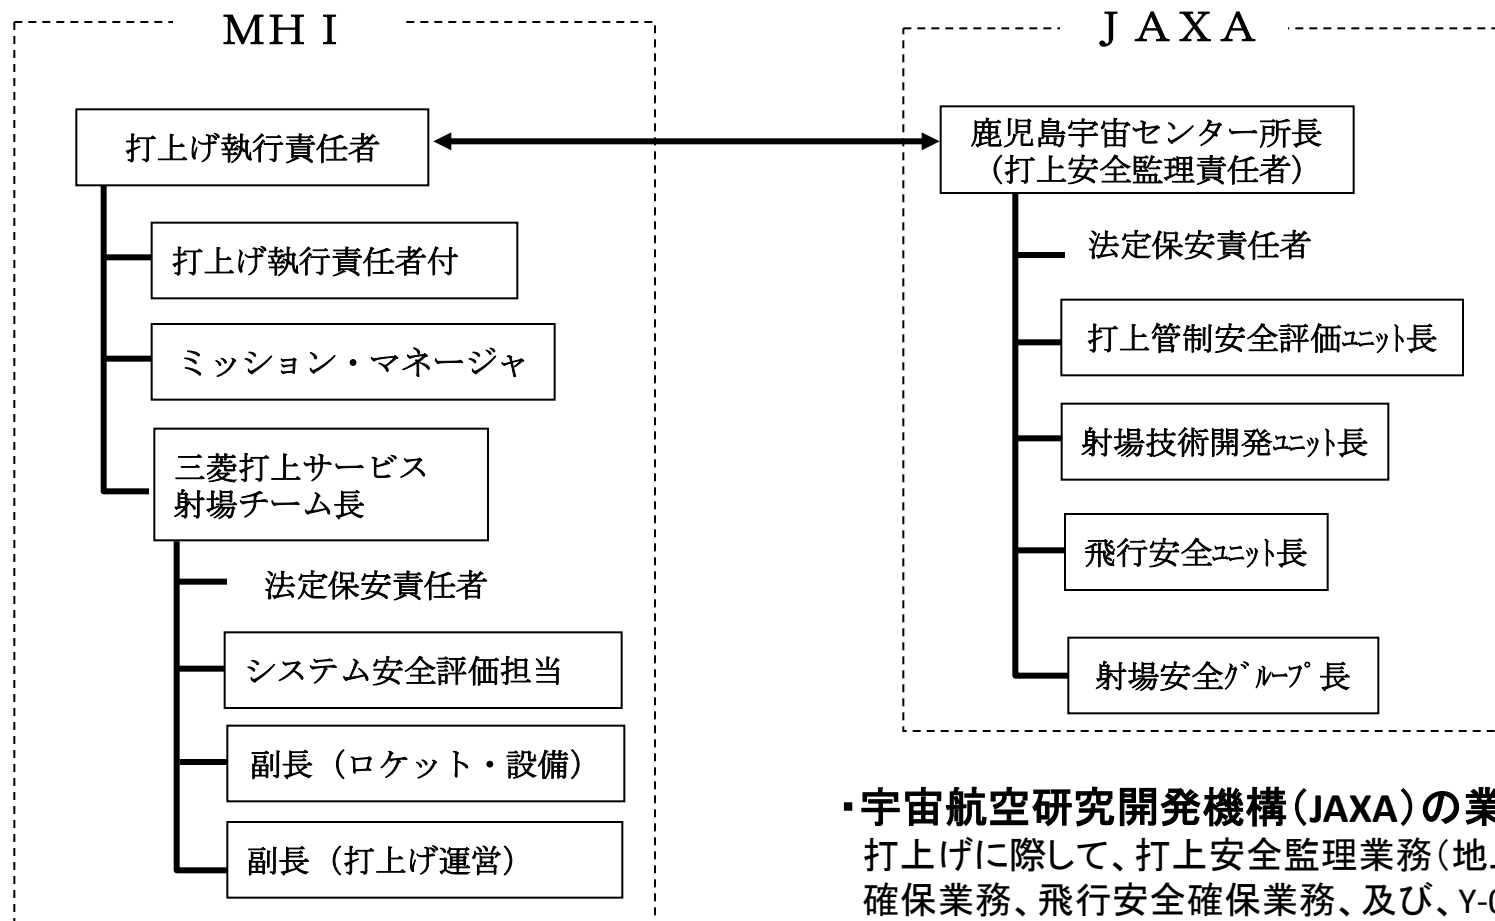 MHI
打上げ執行責任者
打上げ執行責任者付
ミッション・マネージャ
三菱打上サービス
射場チーム長
法定保安責任者
システム安全評価担当
副長（ロケット・設備）
副長（打上げ運営）
JAXA
鹿児島宇宙センター所長
（打上安全監理責任者）
法定保安責任者
打上管制安全評価ﾕﾆｯﾄ長
射場技術開発ﾕﾆｯﾄ長
飛行安全ﾕﾆｯﾄ長
射場安全ｸﾞﾙｰﾌﾟ長
・宇宙航空研究開発機構（JAXA）の業
打上げに際して、打上安全監理業務（地上
確保業務、飛行安全確保業務、及び、Y-0